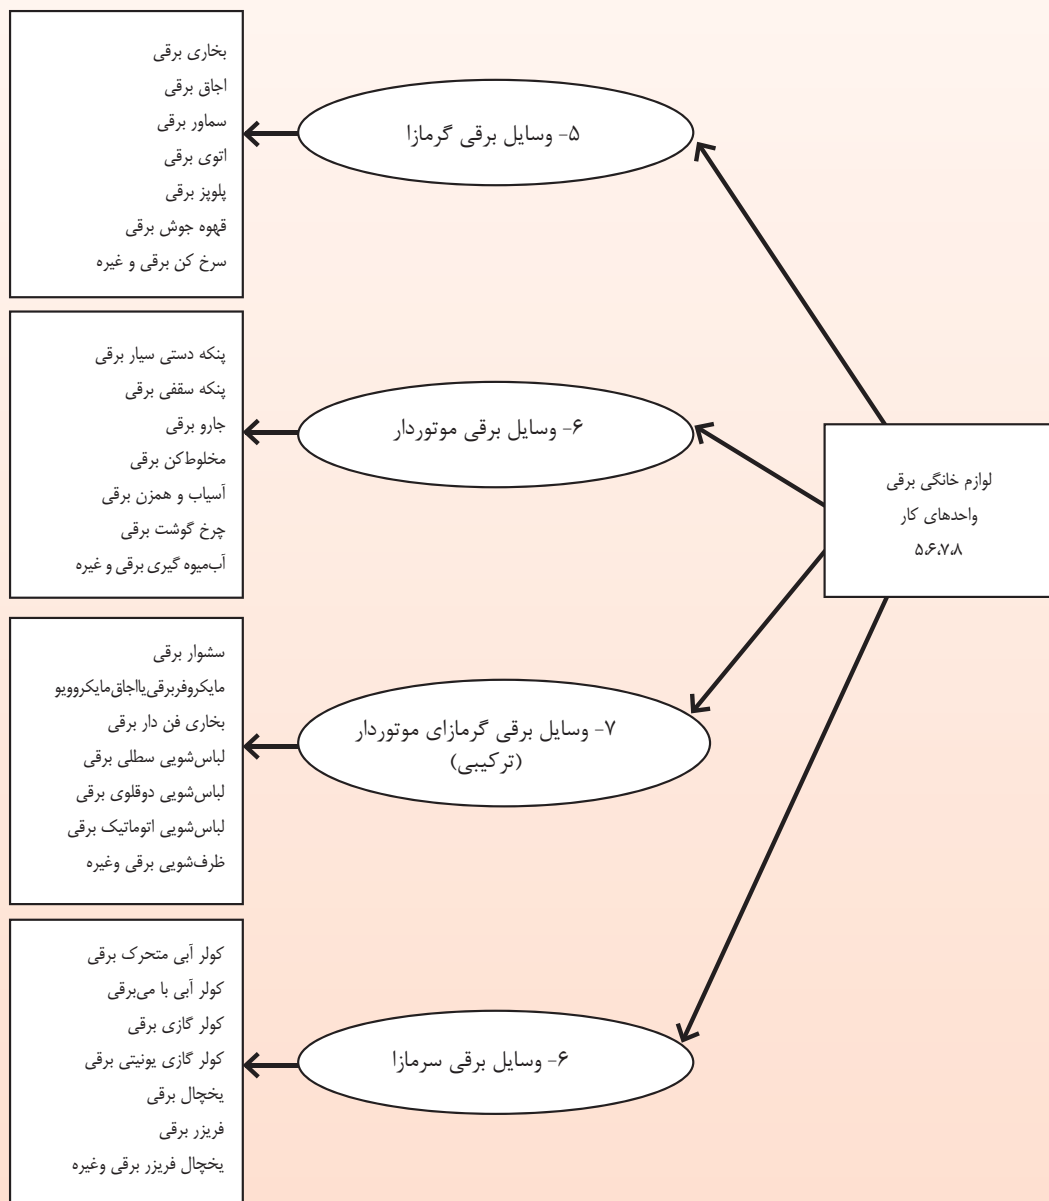 لوازم خانگی برقی
واحدهای کار
۵،۶،۷،۸
۵- وسایل برقی گرمازا
بخاری برقی
اجاق برقی
سماور برقی
اتوی برقی
پلوپز برقی
قهوه جوش برقی
سرخ کن برقی و غیره
۶- وسایل برقی موتوردار
پنکه دستی سیار برقی
پنکه سقفی برقی
جارو برقی
مخلوط‌کن برقی
آسیاب و همزن برقی
چرخ گوشت برقی
آب‌میوه گیری برقی و غیره
۷- وسایل برقی گرمازای موتوردار
(ترکیبی)
سشوار برقی
مایکروفربرقی‌یااجاق‌مایکروویو
بخاری فن دار برقی
لباس‌شویی سطلی برقی
لباس‌شویی دوقلوی برقی
لباس‌شویی اتوماتیک برقی
ظرف‌شویی برقی وغیره
۶- وسایل برقی سرمازا
کولر آبی متحرک برقی
کولر آبی با می‌برقی
کولر گازی برقی
کولر گازی یونیتی برقی
یخچال برقی
فریزر برقی
یخچال فریزر برقی وغیره